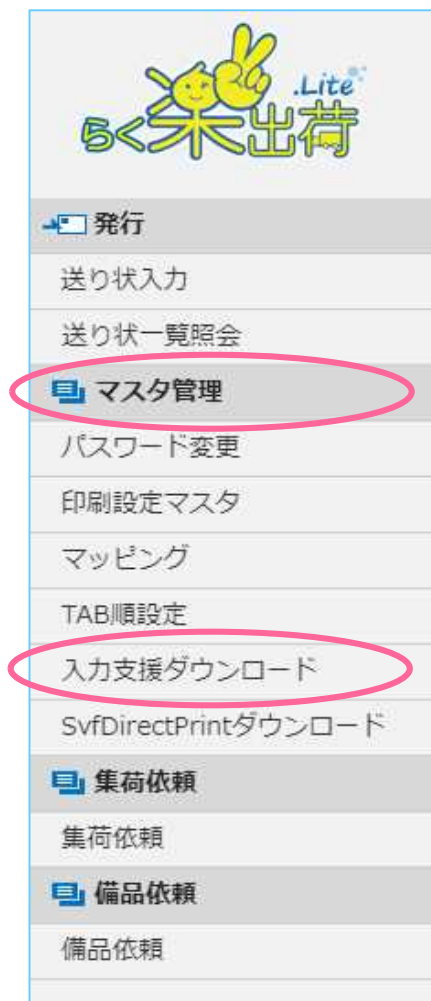 .Lite
らく楽出荷
発行
送り状入力
送り状一覧照会
マスタ管理
パスワード変更
印刷設定マスタ
マッピング
TAB順設定
入力支援ダウンロード
SvfDirectPrintダウンロード
集荷依頼
集荷依頼
備品依頼
備品依頼